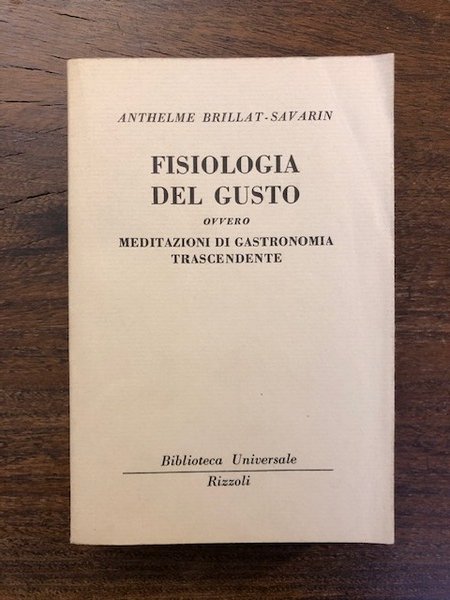 ANTHELME BRILLAT-SAVARIN
FISIOLOGIA
DEL GUSTO
OVVERO
MEDITAZIONI DI GASTRONOMIA
TRASCENDENTE
Biblioteca Universale
Rizzoli